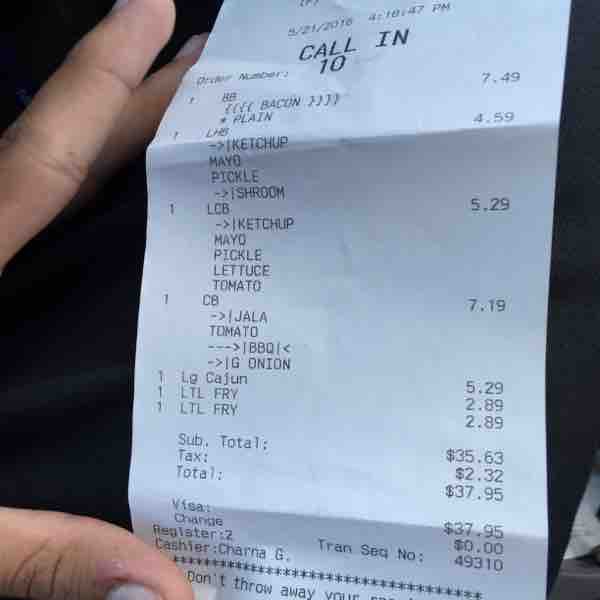 5/21/2016 4:16:47 PM
CALL IN
Order Number: 10
1 BB 7.49
{{{{ BACON }}}}
* PLAIN
1 LHB 4.59
->|KETCHUP
MAYO
PICKLE
->|SHROOM
1 LCB 5.29
->|KETCHUP
MAYO
PICKLE
LETTUCE
TOMATO
1 CB 7.19
->|JALA
TOMATO
--->|BBQ|<
->|G ONION
1 Lg Cajun 5.29
1 LTL FRY 2.89
1 LTL FRY 2.89
Sub. Total: $35.63
Tax: $2.32
Total: $37.95
Visa: $37.95
Change $0.00
Register:2 Tran Seq No: 49310
Cashier:Charna G.
*******************************
Don't throw away your